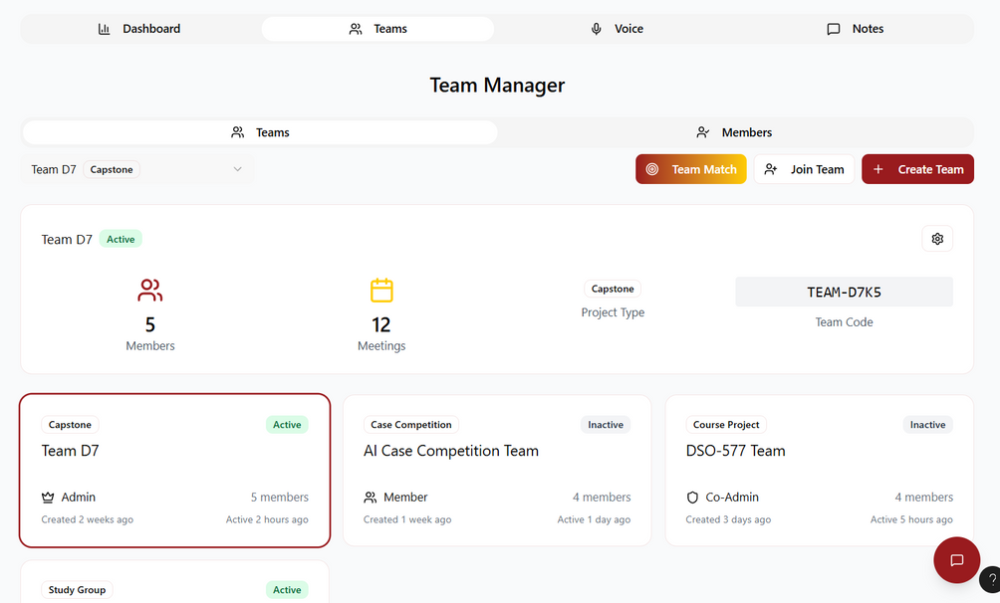 Dashboard
Teams
Voice
Notes
Team Manager
Teams
Members
Team D7 Capstone
Team Match
Join Team
Create Team
Team D7 Active
5
Members
12
Meetings
Capstone
Project Type
TEAM-D7K5
Team Code
Capstone Active
Team D7
Admin 5 members
Created 2 weeks ago Active 2 hours ago
Case Competition Inactive
AI Case Competition Team
Member 4 members
Created 1 week ago Active 1 day ago
Course Project Inactive
DSO-577 Team
Co-Admin 4 members
Created 3 days ago Active 5 hours ago
Study Group Active
?